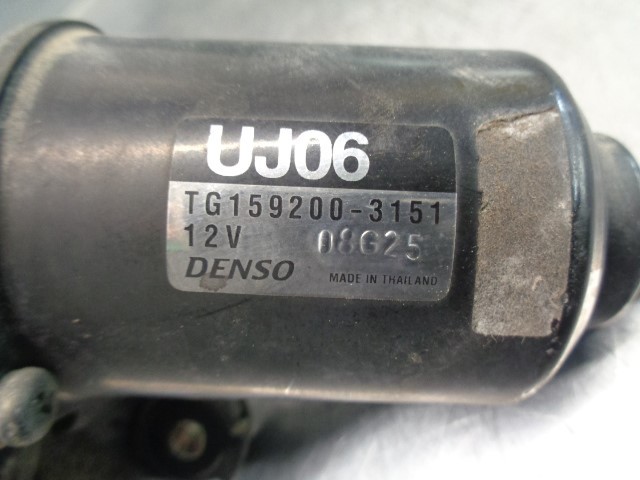 UJ06
TG159200-3151
12V 08G25
DENSO MADE IN THAILAND